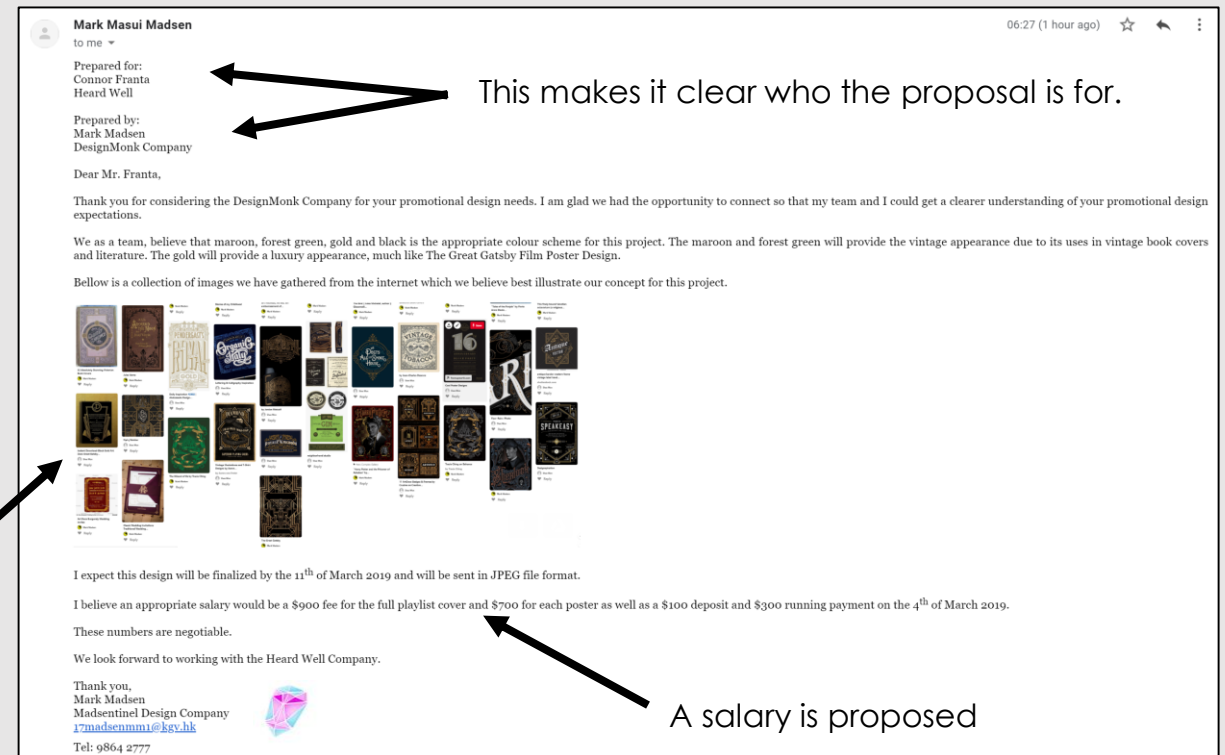 Mark Masui Madsen
06:27 (1 hour ago)
to me
Prepared for:
Connor Franta
Heard Well
This makes it clear who the proposal is for.
Prepared by:
Mark Madsen
DesignMonk Company
Dear Mr. Franta,
Thank you for considering the DesignMonk Company for your promotional design needs. I am glad we had the opportunity to connect so that my team and I could get a clearer understanding of your promotional design
expectations.
We as a team, believe that maroon, forest green, gold and black is the appropriate colour scheme for this project. The maroon and forest green will provide the vintage appearance due to its uses in vintage book covers
and literature. The gold will provide a luxury appearance, much like The Great Gatsby Film Poster Design.
Bellow is a collection of images we have gathered from the internet which we believe best illustrate our concept for this project.
REVIVAL
Organic
Italy
VINTAGE
TOBACCO
16
R
SPEAKEASY
I expect this design will be finalized by the 11th of March 2019 and will be sent in JPEG file format.
I believe an appropriate salary would be a $900 fee for the full playlist cover and $700 for each poster as well as a $100 deposit and $300 running payment on the 4th of March 2019.
These numbers are negotiable.
We look forward to working with the Heard Well Company.
Thank you,
Mark Madsen
Madsentinel Design Company
17madsenmm1@kgv.hk
Tel: 9864 2777
A salary is proposed